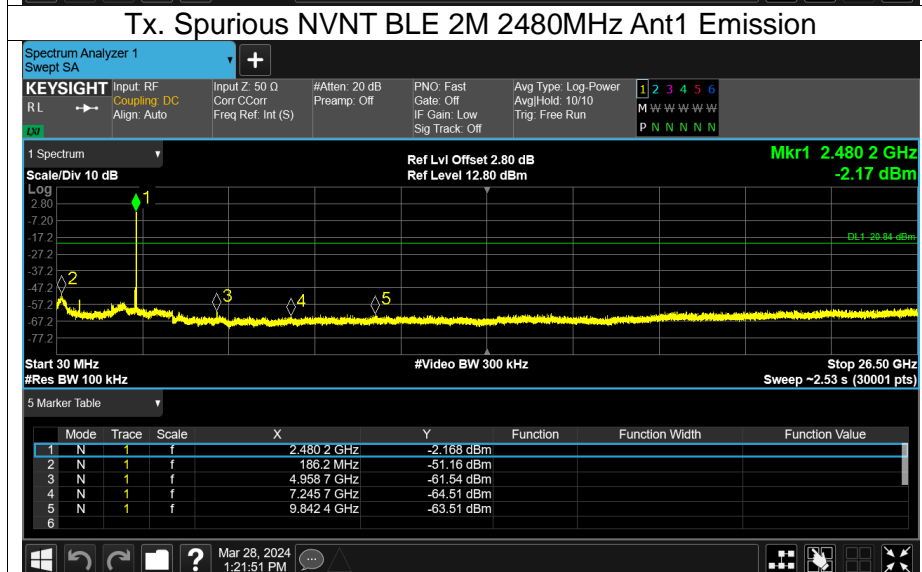 Tx. Spurious NVNT BLE 2M 2480MHz Ant1 Emission
Spectrum Analyzer 1
Swept SA
+
KEYSIGHT Input: RF Input Z: 50 Ω #Atten: 20 dB PNO: Fast Avg Type: Log-Power 1 2 3 4 5 6
R L Coupling: DC Corr CCorr Preamp: Off Gate: Off Avg|Hold: 10/10 M W W W W W
Align: Auto Freq Ref: Int (S) IF Gain: Low Trig: Free Run
LXI Sig Track: Off P N N N N N
1 Spectrum Ref Lvl Offset 2.80 dB Mkr1 2.480 2 GHz
Scale/Div 10 dB Ref Level 12.80 dBm -2.17 dBm
Log
2.80
-7.20
-17.2
DL1 -20.84 dBm
-27.2
-37.2
-47.2
-57.2
-67.2
-77.2
1
2
3
4
5
Start 30 MHz #Video BW 300 kHz Stop 26.50 GHz
#Res BW 100 kHz Sweep ~2.53 s (30001 pts)
5 Marker Table
Mode Trace Scale X Y Function Function Width Function Value
1 N 1 f 2.480 2 GHz -2.168 dBm
2 N 1 f 186.2 MHz -51.16 dBm
3 N 1 f 4.958 7 GHz -61.54 dBm
4 N 1 f 7.245 7 GHz -64.51 dBm
5 N 1 f 9.842 4 GHz -63.51 dBm
6
? Mar 28, 2024
1:21:51 PM